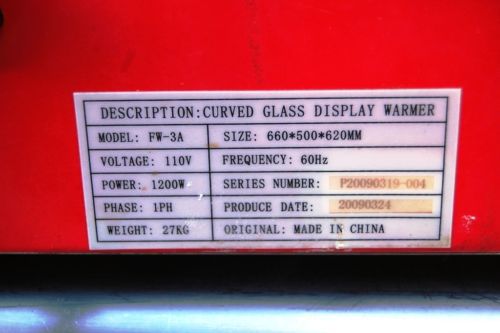 DESCRIPTION:CURVED GLASS DISPLAY WARMER
MODEL: FW-3A SIZE: 660*500*620MM
VOLTAGE: 110V FREQUENCY: 60Hz
POWER: 1200W SERIES NUMBER: P20090319-004
PHASE: 1PH PRODUCE DATE: 20090324
WEIGHT: 27KG ORIGINAL: MADE IN CHINA